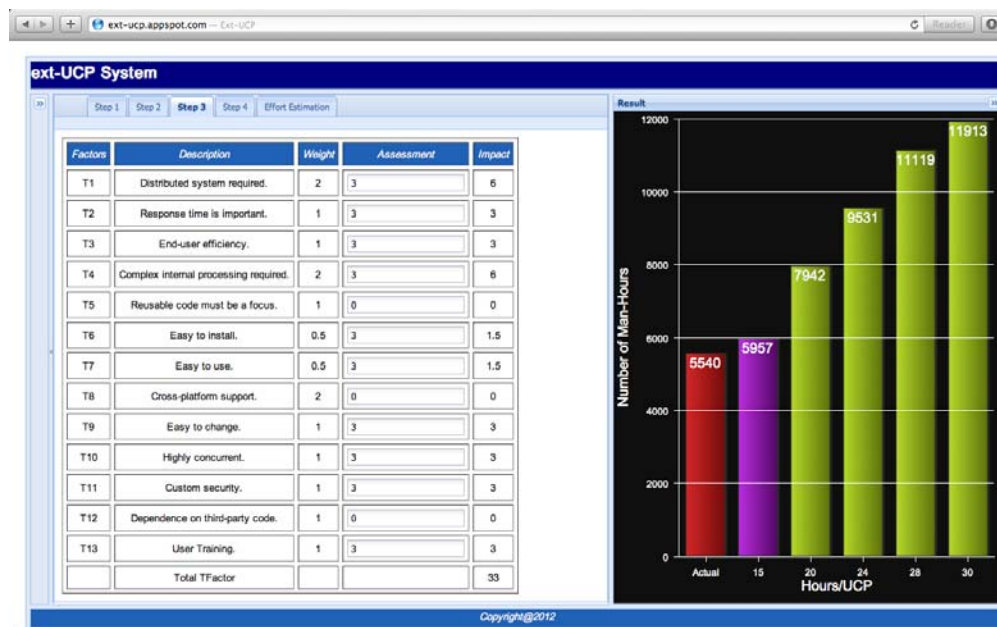 ext-ucp.appspot.com — Ext-UCP
Reader
ext-UCP System
Step 1 Step 2 Step 3 Step 4 Effort Estimation
Factors Description Weight Assessment Impact
T1 Distributed system required. 2 3 6
T2 Response time is important. 1 3 3
T3 End-user efficiency. 1 3 3
T4 Complex internal processing required. 2 3 6
T5 Reusable code must be a focus. 1 0 0
T6 Easy to install. 0.5 3 1.5
T7 Easy to use. 0.5 3 1.5
T8 Cross-platform support. 2 0 0
T9 Easy to change. 1 3 3
T10 Highly concurrent. 1 3 3
T11 Custom security. 1 3 3
T12 Dependence on third-party code. 1 0 0
T13 User Training. 1 3 3
Total TFactor 33
Result
Number of Man-Hours
12000
10000
8000
6000
4000
2000
0
5540
5957
7942
9531
11119
11913
Actual 15 20 24 28 30
Hours/UCP
Copyright@2012